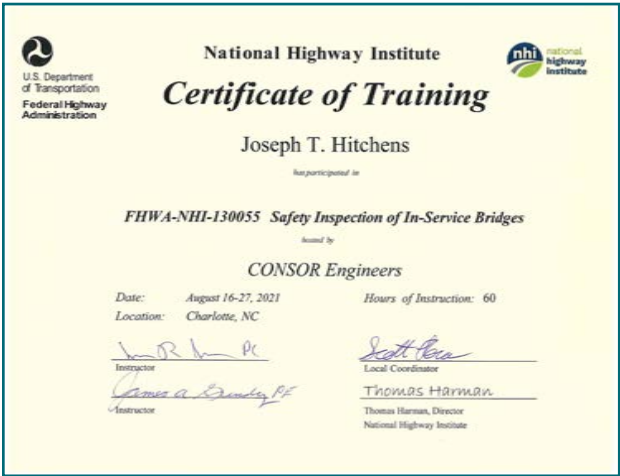 U.S. Department
of Transportation
Federal Highway
Administration
National Highway Institute
nhi national
highway
institute
Certificate of Training
Joseph T. Hitchens
has participated in
FHWA-NHI-130055 Safety Inspection of In-Service Bridges
hosted by
CONSOR Engineers
Date: August 16-27, 2021
Hours of Instruction: 60
Location: Charlotte, NC
Instructor
Scott
Local Coordinator
James A
PE
Instructor
Thomas Harman
Thomas Harman, Director
National Highway Institute